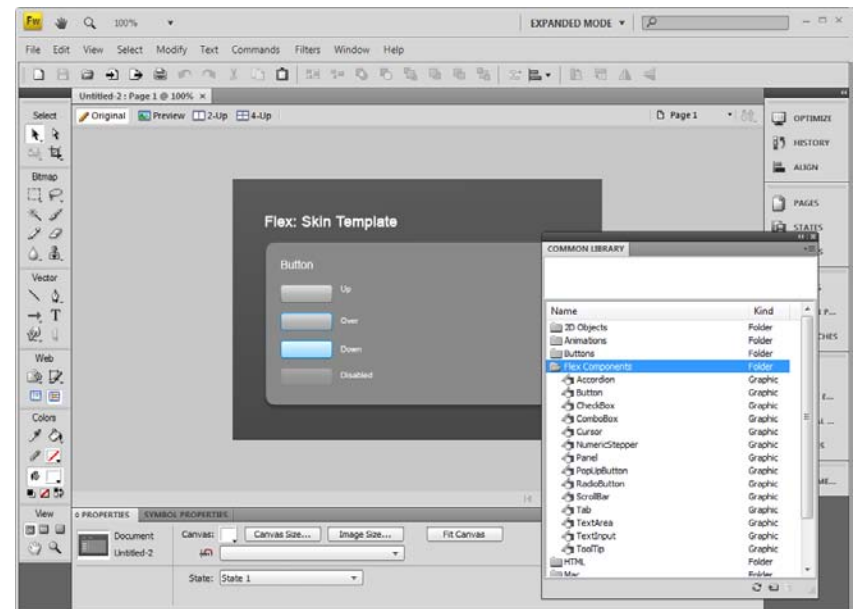 Fw 100% EXPANDED MODE
File Edit View Select Modify Text Commands Filters Window Help
Untitled-2 : Page 1 @ 100% ×
Select
Original Preview 2-Up 4-Up Page 1
OPTIMIZE
HISTORY
ALIGN
Bitmap
PAGES
STATES
Flex: Skin Template
Button
Up
Over
Down
Disabled
Vector
Web
Colors
View
COMMON LIBRARY
Name Kind
2D Objects Folder
Animations Folder
Buttons Folder
Flex Components Folder
Accordion Graphic
Button Graphic
CheckBox Graphic
ComboBox Graphic
Cursor Graphic
NumericStepper Graphic
Panel Graphic
PopUpButton Graphic
RadioButton Graphic
ScrollBar Graphic
Tab Graphic
TextArea Graphic
TextInput Graphic
ToolTip Graphic
HTML Folder
Mac Folder
PROPERTIES SYMBOL PROPERTIES
Document Canvas: Canvas Size... Image Size... Fit Canvas
Untitled-2
State: State 1